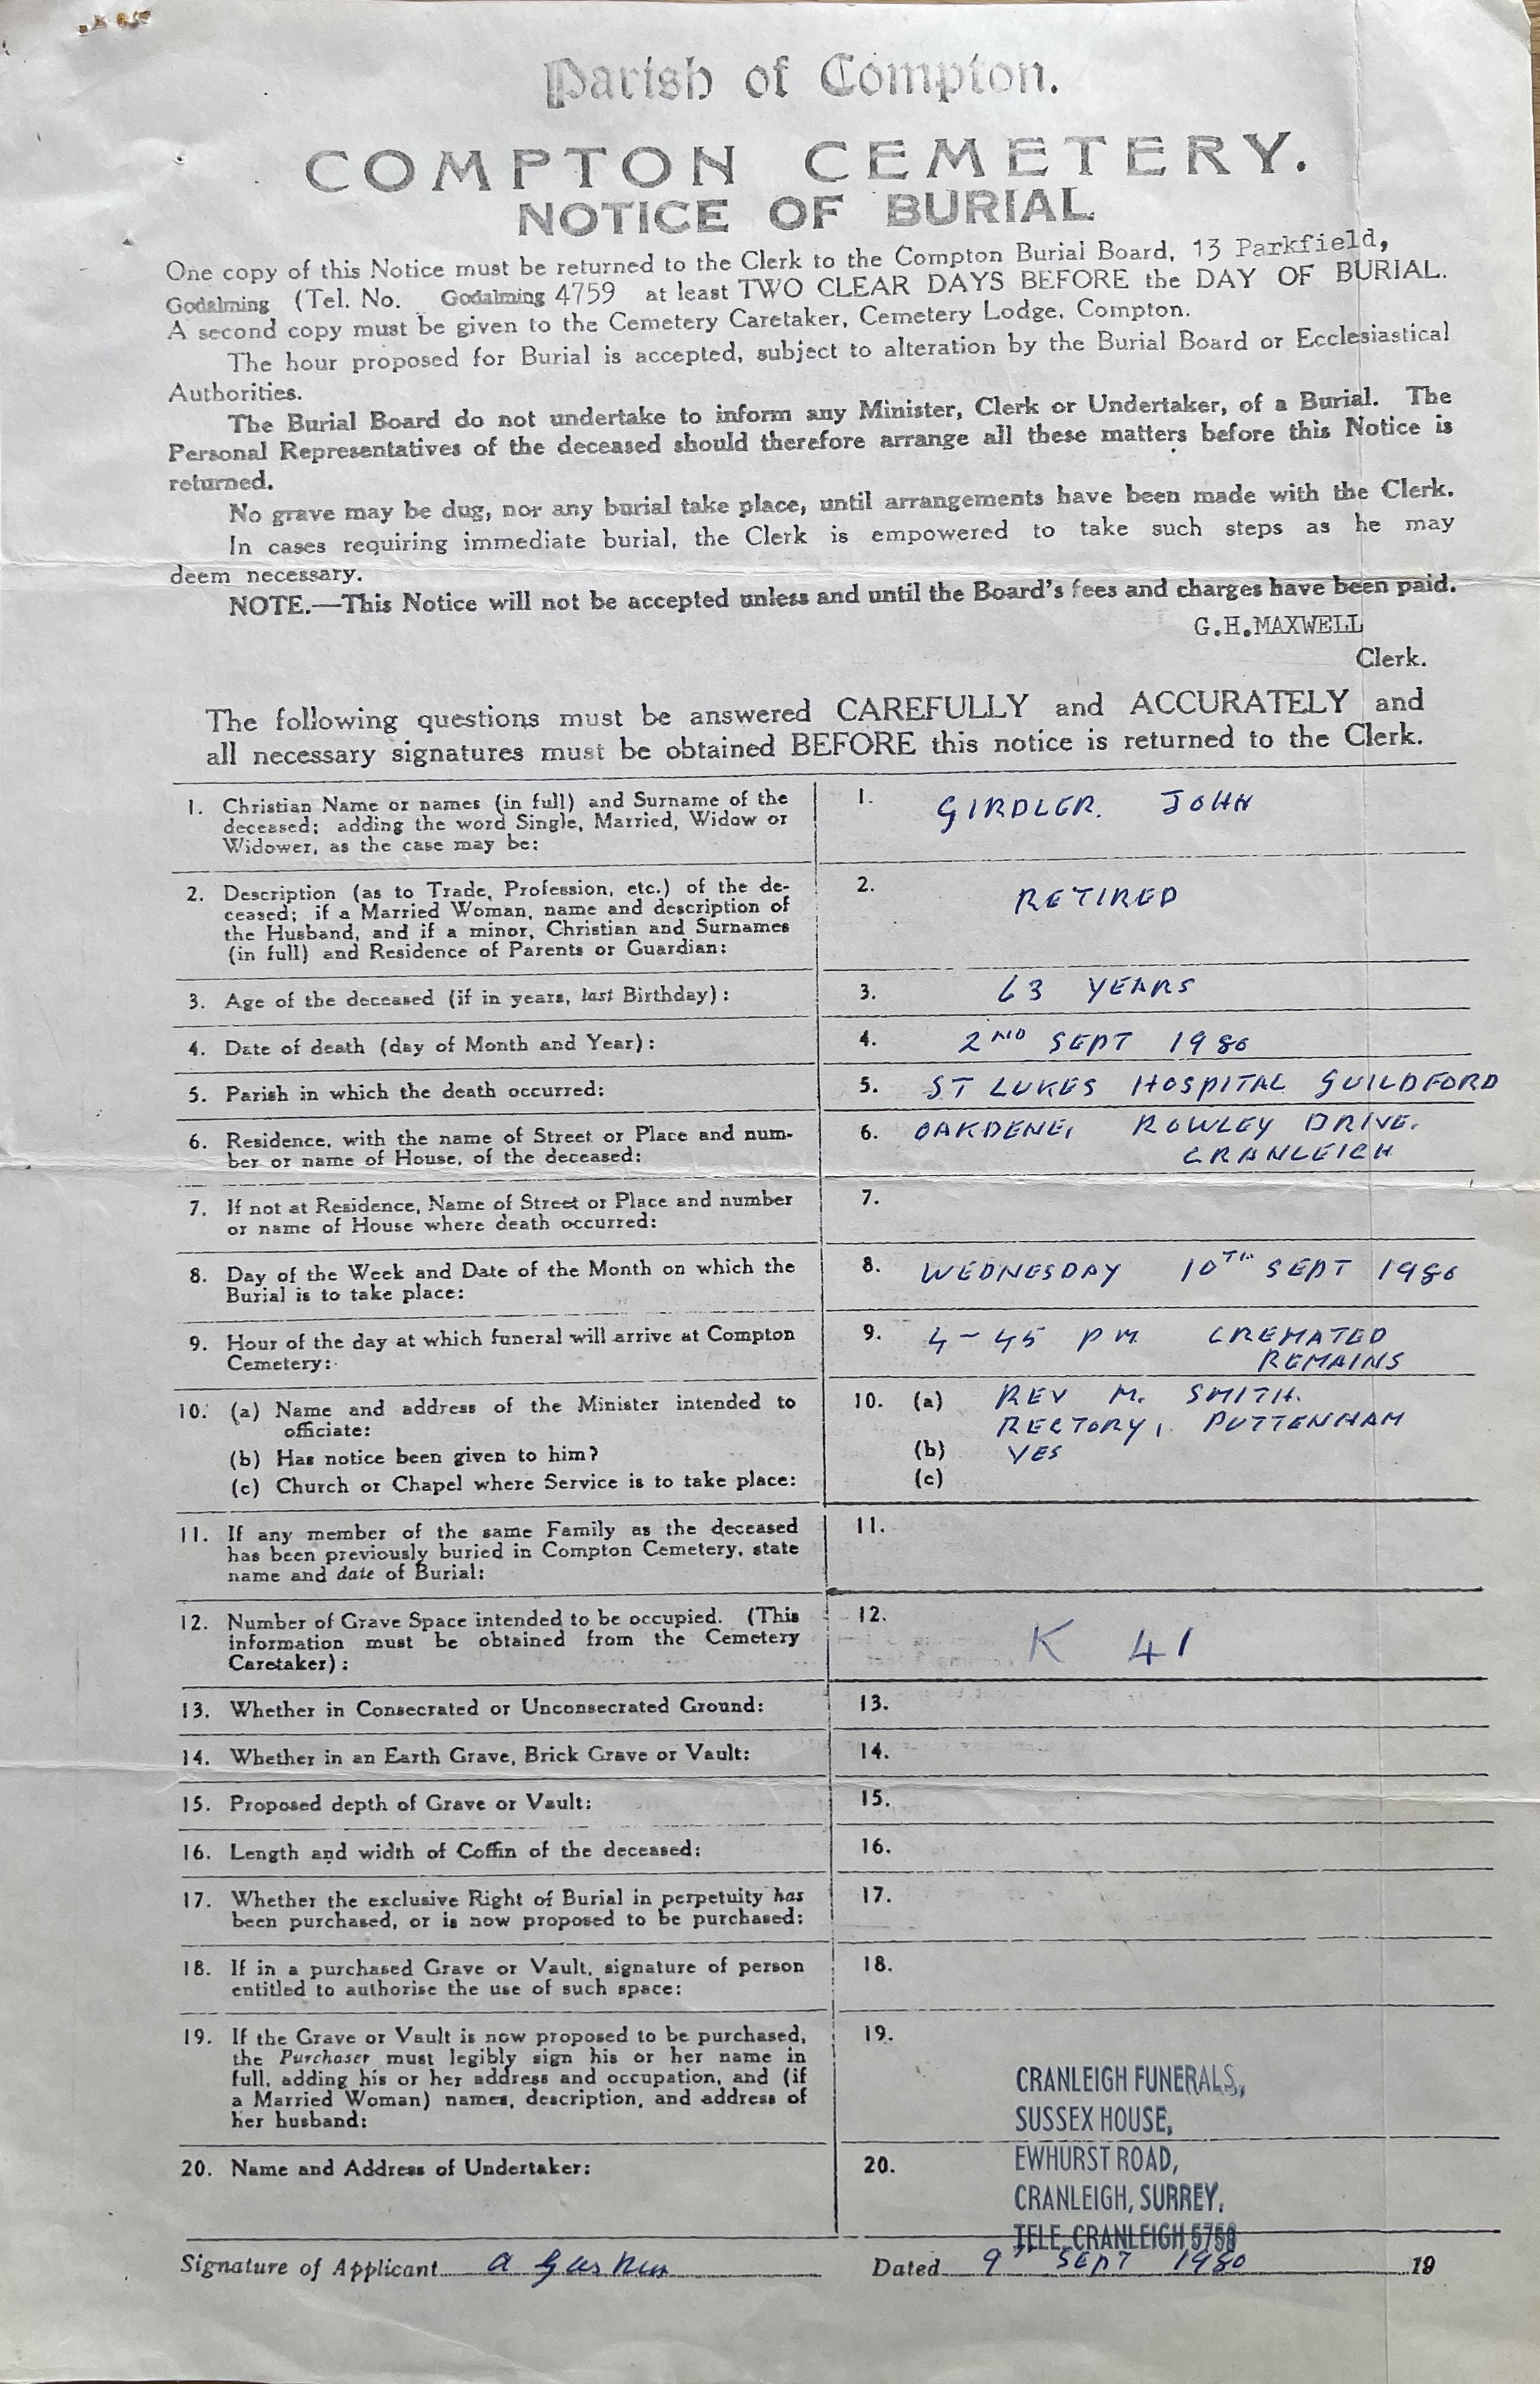 Parish of Compton.
COMPTON CEMETERY.
NOTICE OF BURIAL
One copy of this Notice must be returned to the Clerk to the Compton Burial Board, 13 Parkfield,
Godalming (Tel. No. Godalming 4759 at least TWO CLEAR DAYS BEFORE the DAY OF BURIAL.
A second copy must be given to the Cemetery Caretaker, Cemetery Lodge, Compton.
The hour proposed for Burial is accepted, subject to alteration by the Burial Board or Ecclesiastical
Authorities.
The Burial Board do not undertake to inform any Minister, Clerk or Undertaker, of a Burial. The
Personal Representatives of the deceased should therefore arrange all these matters before this Notice is
returned.
No grave may be dug, nor any burial take place, until arrangements have been made with the Clerk.
In cases requiring immediate burial, the Clerk is empowered to take such steps as he may
deem necessary.
NOTE.—This Notice will not be accepted unless and until the Board's fees and charges have been paid.
G.H.MAXWELL
Clerk.
The following questions must be answered CAREFULLY and ACCURATELY and
all necessary signatures must be obtained BEFORE this notice is returned to the Clerk.
1. Christian Name or names (in full) and Surname of the
deceased; adding the word Single, Married, Widow or
Widower, as the case may be:
1. GIRDLER. JOHN
2. Description (as to Trade, Profession, etc.) of the de-
ceased; if a Married Woman, name and description of
the Husband, and if a minor, Christian and Surnames
(in full) and Residence of Parents or Guardian:
2. RETIRED
3. Age of the deceased (if in years, last Birthday):
3. 63 YEARS
4. Date of death (day of Month and Year):
4. 2ND SEPT 1980
5. Parish in which the death occurred:
5. ST LUKES HOSPITAL GUILDFORD
6. Residence, with the name of Street or Place and num-
ber or name of House, of the deceased:
6. OAKDENE, ROWLEY DRIVE.
CRANLEIGH
7. If not at Residence, Name of Street or Place and number
or name of House where death occurred:
7.
8. Day of the Week and Date of the Month on which the
Burial is to take place:
8. WEDNESDAY 10TH SEPT 1980
9. Hour of the day at which funeral will arrive at Compton
Cemetery:
9. 4-45 PM CREMATED
REMAINS
10. (a) Name and address of the Minister intended to
officiate:
(b) Has notice been given to him?
(c) Church or Chapel where Service is to take place:
10. (a) REV M. SMITH.
RECTORY, PUTTENHAM
(b) YES
(c)
11. If any member of the same Family as the deceased
has been previously buried in Compton Cemetery, state
name and date of Burial:
11.
12. Number of Grave Space intended to be occupied. (This
information must be obtained from the Cemetery
Caretaker):
12. K 41
13. Whether in Consecrated or Unconsecrated Ground:
13.
14. Whether in an Earth Grave, Brick Grave or Vault:
14.
15. Proposed depth of Grave or Vault:
15.
16. Length and width of Coffin of the deceased:
16.
17. Whether the exclusive Right of Burial in perpetuity has
been purchased, or is now proposed to be purchased:
17.
18. If in a purchased Grave or Vault, signature of person
entitled to authorise the use of such space:
18.
19. If the Grave or Vault is now proposed to be purchased,
the Purchaser must legibly sign his or her name in
full, adding his or her address and occupation, and (if
a Married Woman) names, description, and address of
her husband:
19.
20. Name and Address of Undertaker:
20.
CRANLEIGH FUNERALS,
SUSSEX HOUSE,
EWHURST ROAD,
CRANLEIGH, SURREY.
TELE. CRANLEIGH 5758
Signature of Applicant A
Dated 9TH SEPT 1980 19